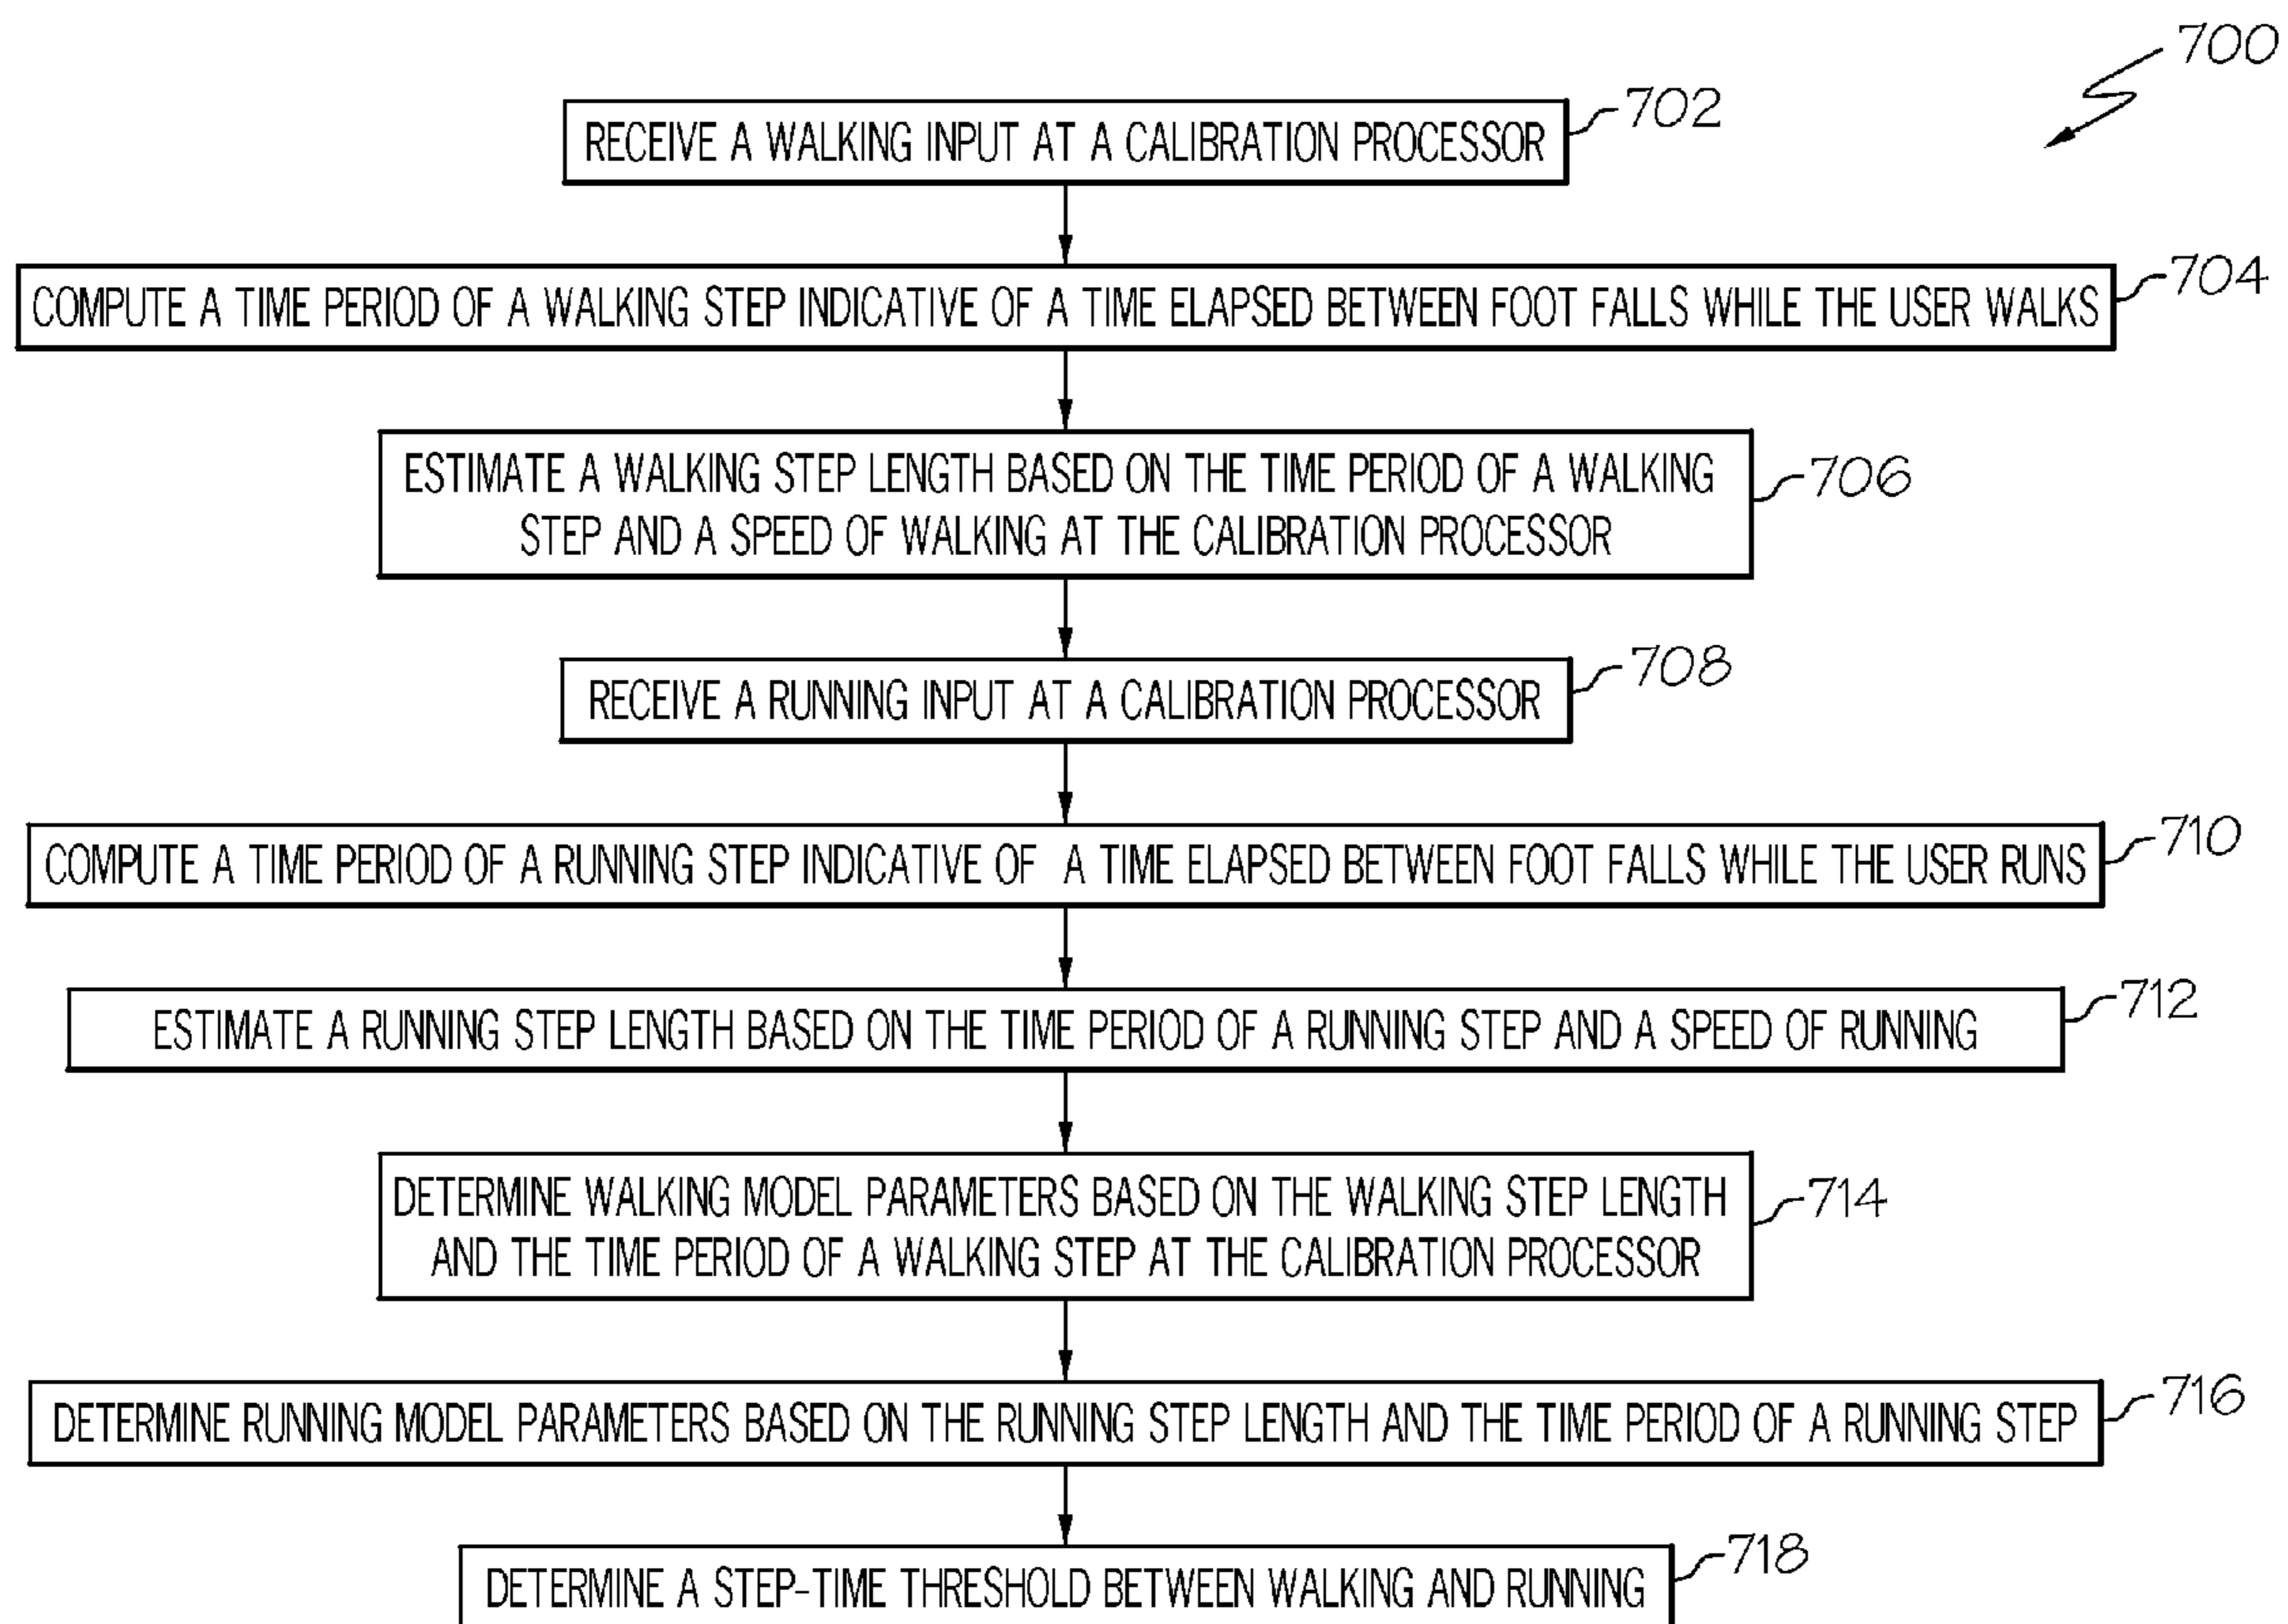 700
RECEIVE A WALKING INPUT AT A CALIBRATION PROCESSOR
702
COMPUTE A TIME PERIOD OF A WALKING STEP INDICATIVE OF A TIME ELAPSED BETWEEN FOOT FALLS WHILE THE USER WALKS
704
ESTIMATE A WALKING STEP LENGTH BASED ON THE TIME PERIOD OF A WALKING
STEP AND A SPEED OF WALKING AT THE CALIBRATION PROCESSOR
706
RECEIVE A RUNNING INPUT AT A CALIBRATION PROCESSOR
708
COMPUTE A TIME PERIOD OF A RUNNING STEP INDICATIVE OF A TIME ELAPSED BETWEEN FOOT FALLS WHILE THE USER RUNS
710
ESTIMATE A RUNNING STEP LENGTH BASED ON THE TIME PERIOD OF A RUNNING STEP AND A SPEED OF RUNNING
712
DETERMINE WALKING MODEL PARAMETERS BASED ON THE WALKING STEP LENGTH
AND THE TIME PERIOD OF A WALKING STEP AT THE CALIBRATION PROCESSOR
714
DETERMINE RUNNING MODEL PARAMETERS BASED ON THE RUNNING STEP LENGTH AND THE TIME PERIOD OF A RUNNING STEP
716
DETERMINE A STEP-TIME THRESHOLD BETWEEN WALKING AND RUNNING
718